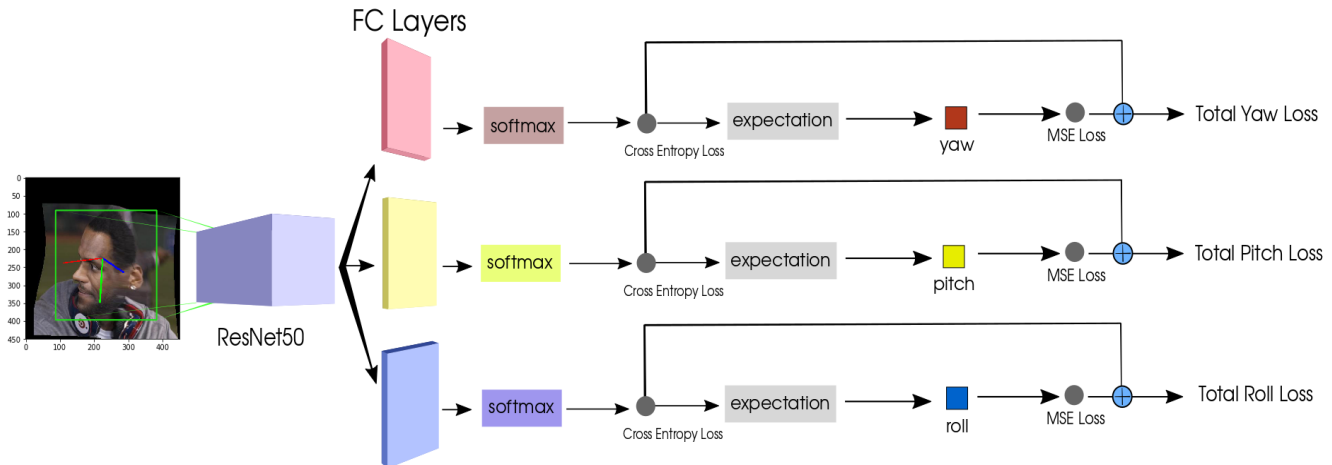 FC Layers
softmax
Cross Entropy Loss
expectation
yaw
MSE Loss
Total Yaw Loss
0
50
100
150
200
250
300
350
400
450
0
100
200
300
400
ResNet50
softmax
Cross Entropy Loss
expectation
pitch
MSE Loss
Total Pitch Loss
softmax
Cross Entropy Loss
expectation
roll
MSE Loss
Total Roll Loss